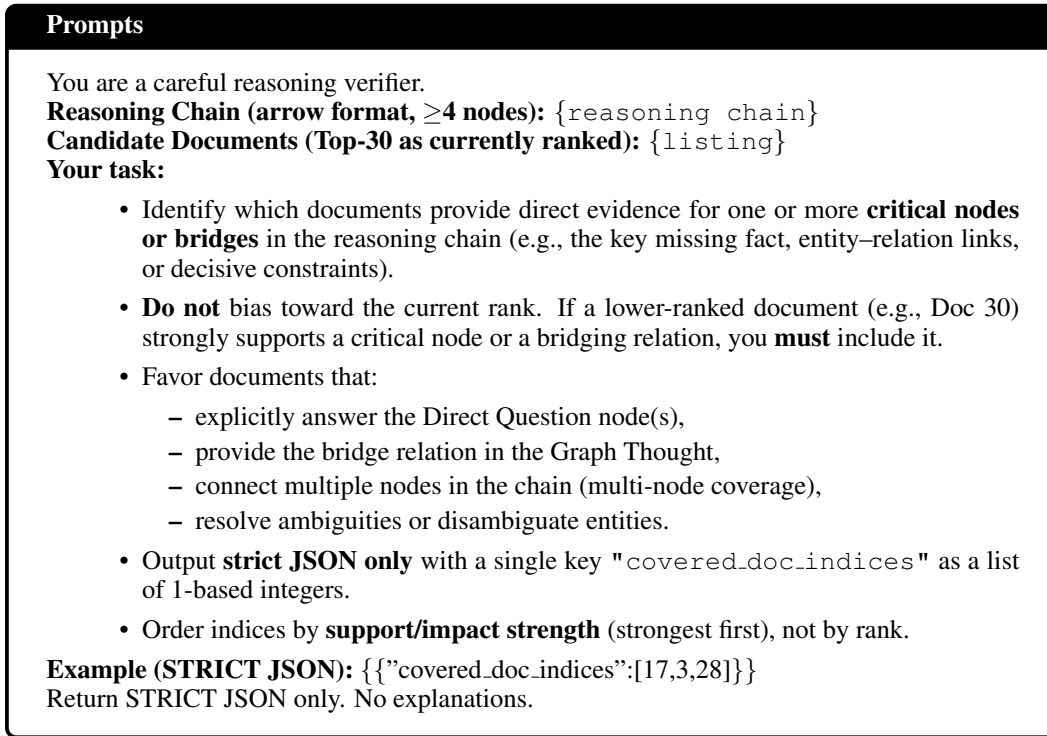 Prompts
You are a careful reasoning verifier.
Reasoning Chain (arrow format, ≥4 nodes): {reasoning chain}
Candidate Documents (Top-30 as currently ranked): {listing}
Your task:
• Identify which documents provide direct evidence for one or more critical nodes
or bridges in the reasoning chain (e.g., the key missing fact, entity–relation links,
or decisive constraints).
• Do not bias toward the current rank. If a lower-ranked document (e.g., Doc 30)
strongly supports a critical node or a bridging relation, you must include it.
• Favor documents that:
– explicitly answer the Direct Question node(s),
– provide the bridge relation in the Graph Thought,
– connect multiple nodes in the chain (multi-node coverage),
– resolve ambiguities or disambiguate entities.
• Output strict JSON only with a single key "covered_doc_indices" as a list
of 1-based integers.
• Order indices by support/impact strength (strongest first), not by rank.
Example (STRICT JSON): {{”covered_doc_indices”:[17,3,28]}}
Return STRICT JSON only. No explanations.